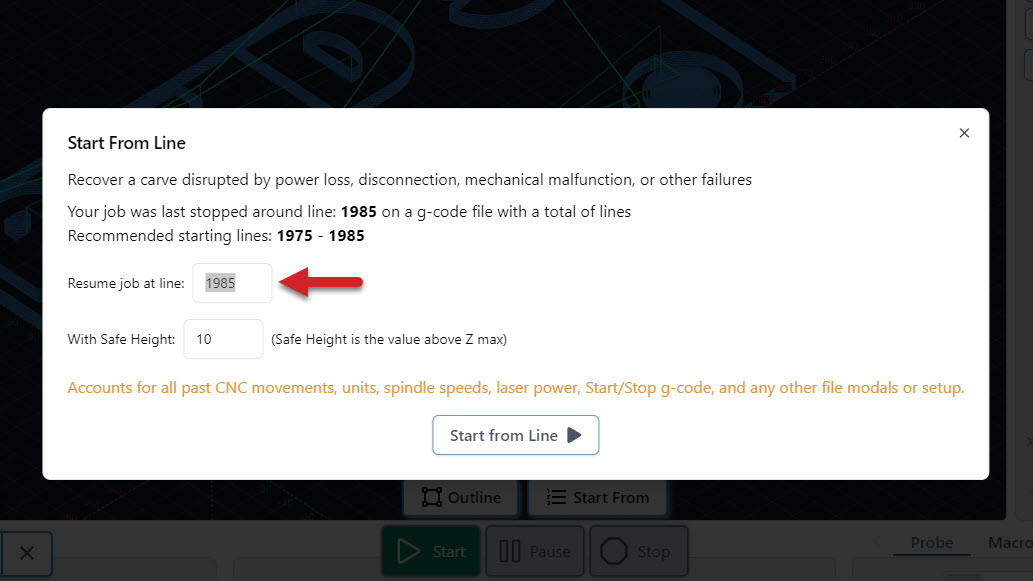 Start From Line
Recover a carve disrupted by power loss, disconnection, mechanical malfunction, or other failures
Your job was last stopped around line: 1985 on a g-code file with a total of lines
Recommended starting lines: 1975 - 1985
Resume job at line: 1985
With Safe Height: 10 (Safe Height is the value above Z max)
Accounts for all past CNC movements, units, spindle speeds, laser power, Start/Stop g-code, and any other file modals or setup.
Start from Line
Outline Start From
Start Pause Stop
Probe Macro